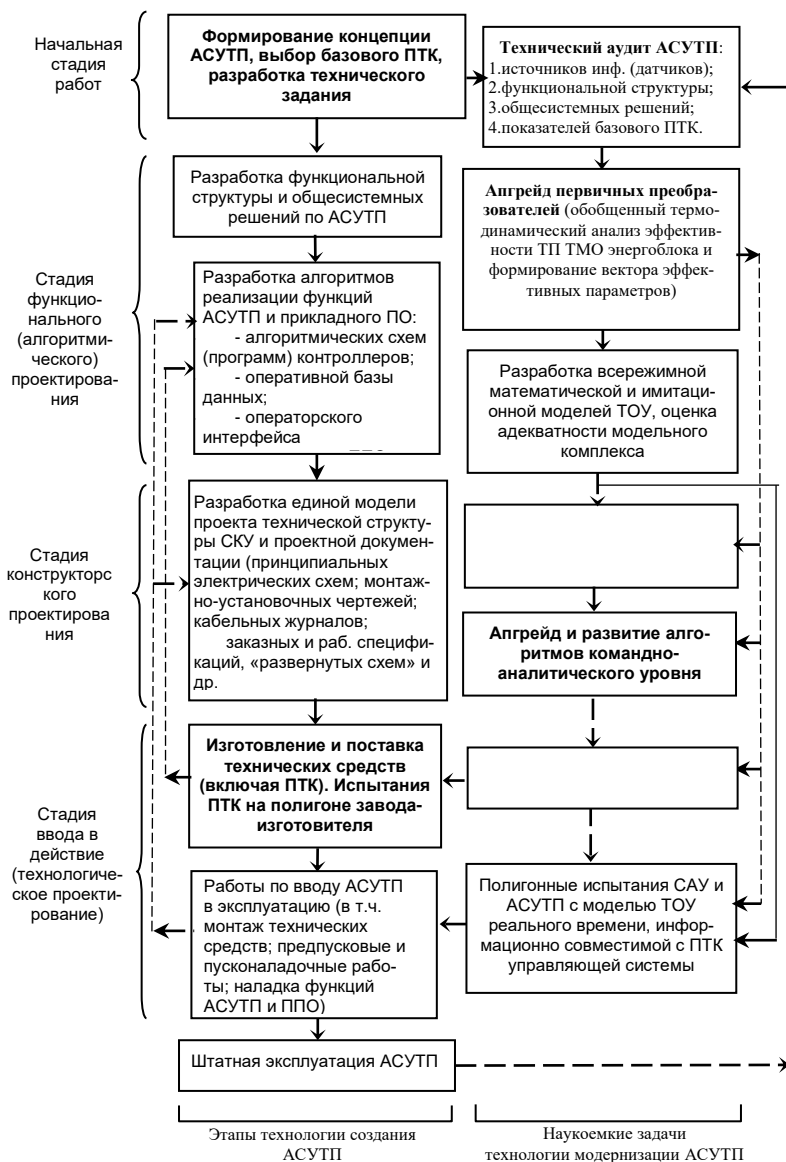 Начальная
стадия
работ
Формирование концепции
АСУТП, выбор базового ПТК,
разработка технического
задания
Технический аудит АСУТП:
1.источников инф. (датчиков);
2.функциональной структуры;
3.общесистемных решений;
4.показателей базового ПТК.
Стадия
функцио-
нального
(алгоритми-
ческого)
проектирова-
ния
Разработка функциональной
структуры и общесистемных
решений по АСУТП
Апгрейд первичных преобра-
зователей (обобщенный термо-
динамический анализ эффектив-
ности ТП ТМО энергоблока и
формирование вектора эффек-
тивных параметров)
Разработка алгоритмов
реализации функций
АСУТП и прикладного ПО:
- алгоритмических схем
(программ) контроллеров;
- оперативной базы
данных;
- операторского
интерфейса
Разработка всережимной
математической и имитаци-
онной моделей ТОУ, оценка
адекватности модельного
комплекса
Стадия
конструкторс
кого
проектирова
ния
Разработка единой модели
проекта технической структу-
ры СКУ и проектной докумен-
тации (принципиальных
электрических схем; монтаж-
но-установочных чертежей;
кабельных журналов;
заказных и раб. специфи-
каций, «развернутых схем» и
др.
Апгрейд и развитие алго-
ритмов командно-
аналитического уровня
Стадия
ввода в
действие
(технологиче-
ское проекти-
рование)
Изготовление и поставка
технических средств
(включая ПТК). Испытания
ПТК на полигоне завода-
изготовителя
Работы по вводу АСУТП
в эксплуатацию (в т.ч.
монтаж технических
средств; предпусковые и
пусконаладочные рабо-
ты; наладка функций
АСУТП и ППО)
Полигонные испытания САУ и
АСУТП с моделью ТОУ
реального времени, инфор-
мационно совместимой с ПТК
управляющей системы
Штатная эксплуатация АСУТП
Этапы технологии создания
АСУТП
Наукоемкие задачи
технологии модернизации АСУТП